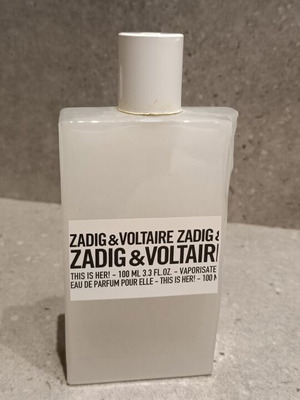 ZADIG & VOLTAIRE ZADIG &
ZADIG & VOLTAIR
THIS IS HER! - 100 ML 3.3 FL.OZ. - VAPORISATE
EAU DE PARFUM POUR ELLE - THIS IS HER! - 100 M